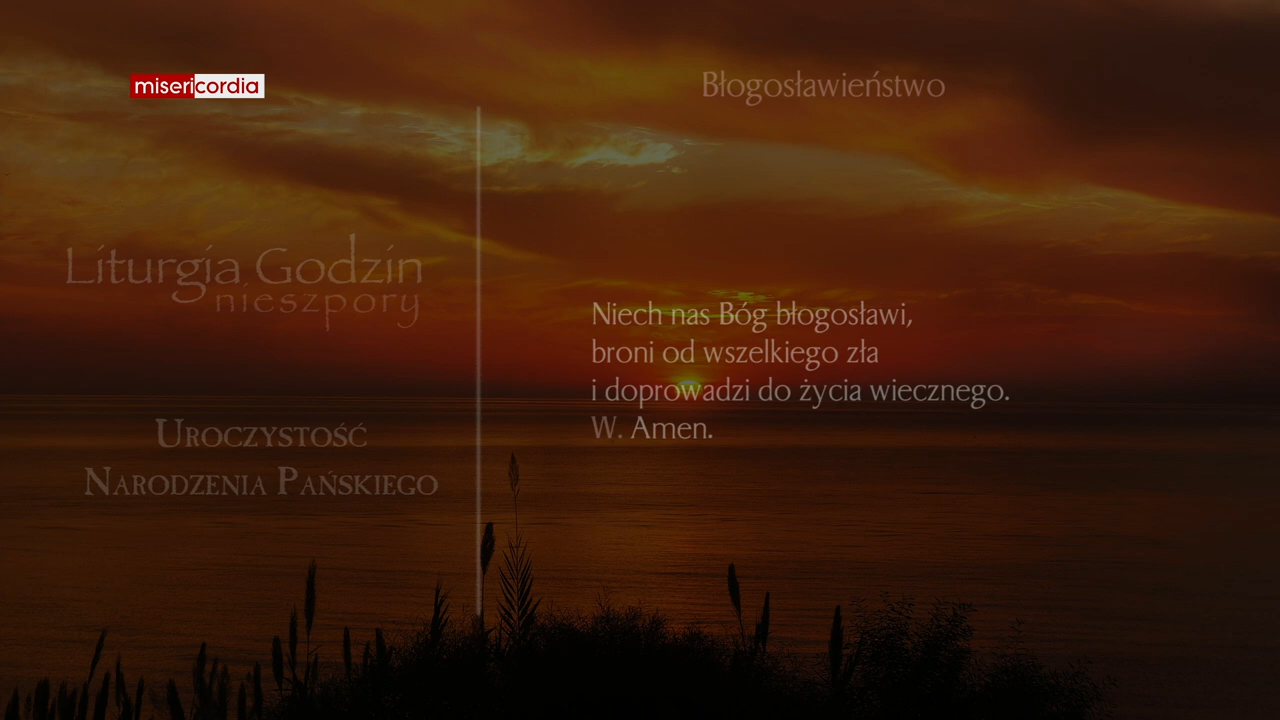 misericordia
Błogosławieństwo
Liturgia Godzin
nieszpory
Uroczystość
Narodzenia Pańskiego
Niech nas Bóg błogosławi,
broni od wszelkiego zła
i doprowadzi do życia wiecznego.
W. Amen.